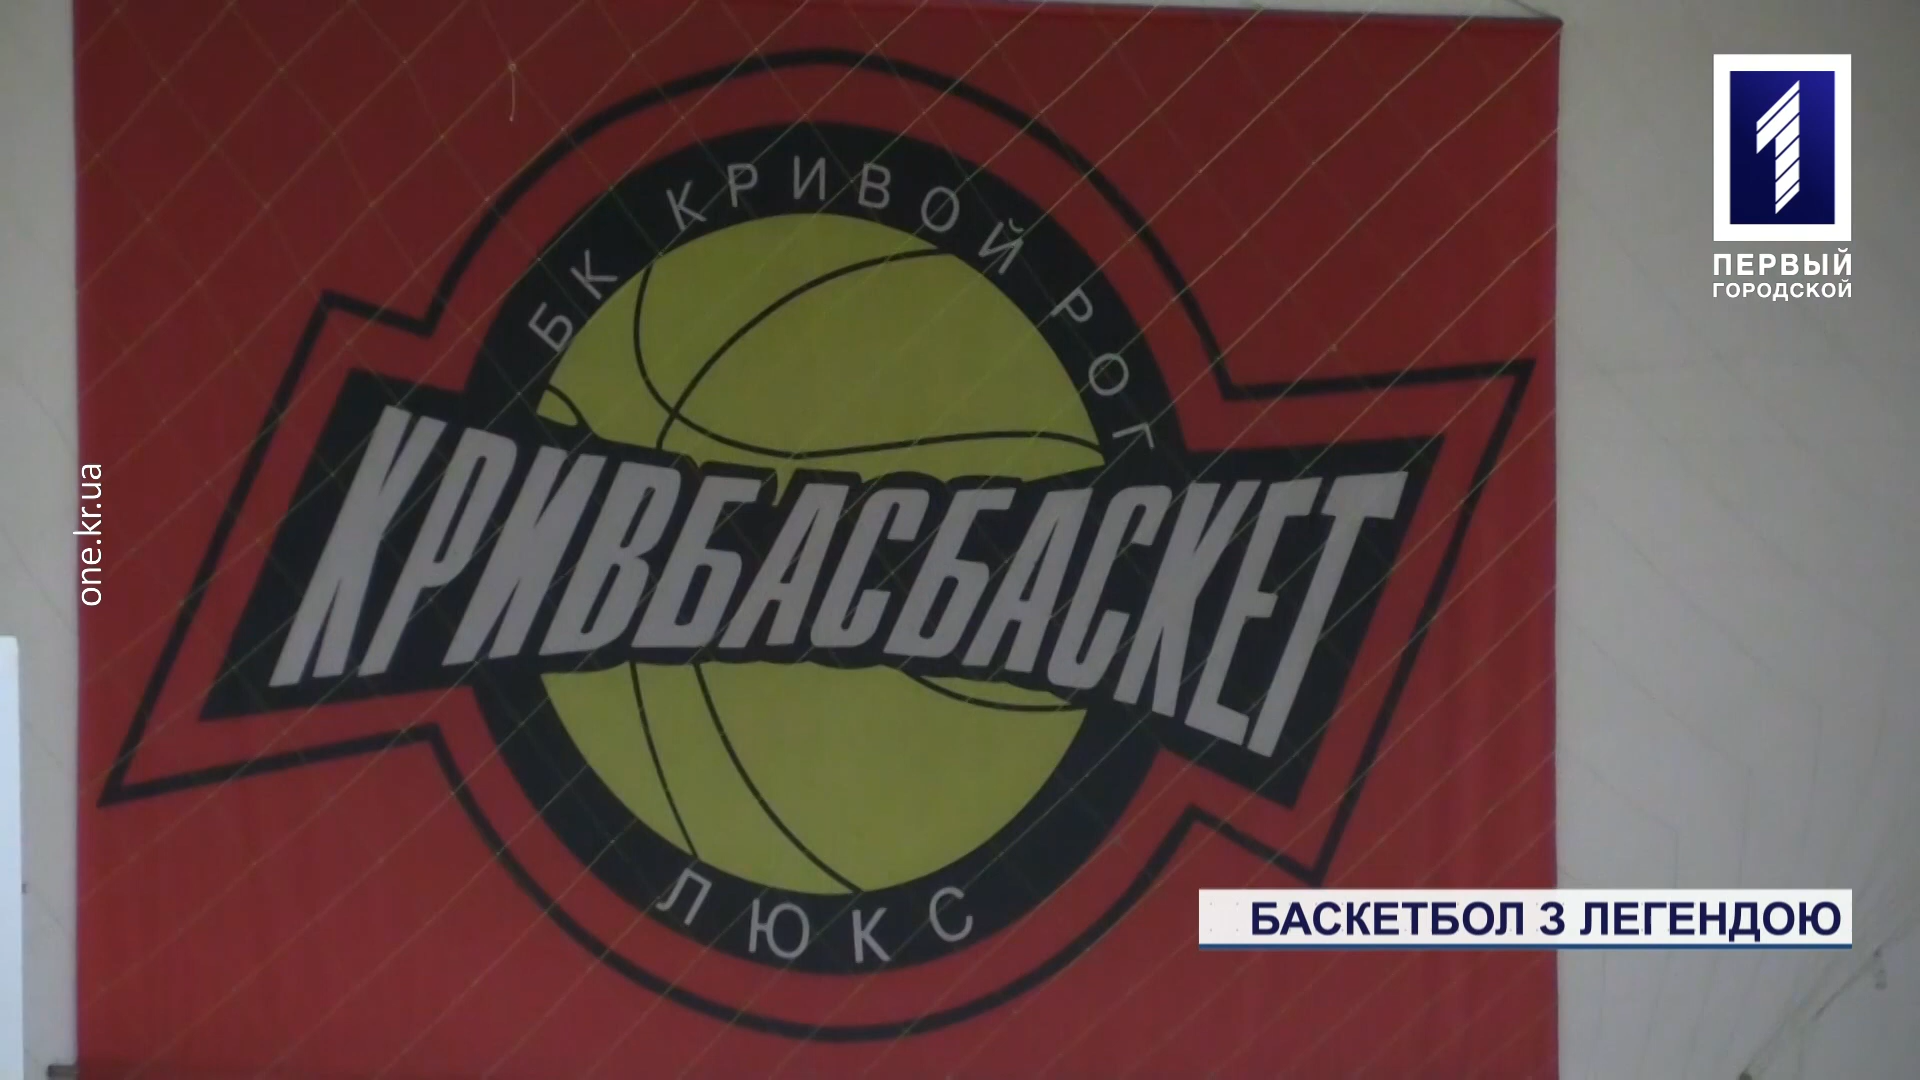 БК КРИВОЙ РОГ
КРИВБАСБАСКЕТ
ЛЮКС
ПЕРВЫЙ
ГОРОДСКОЙ
one.kr.ua
БАСКЕТБОЛ З ЛЕГЕНДОЮ